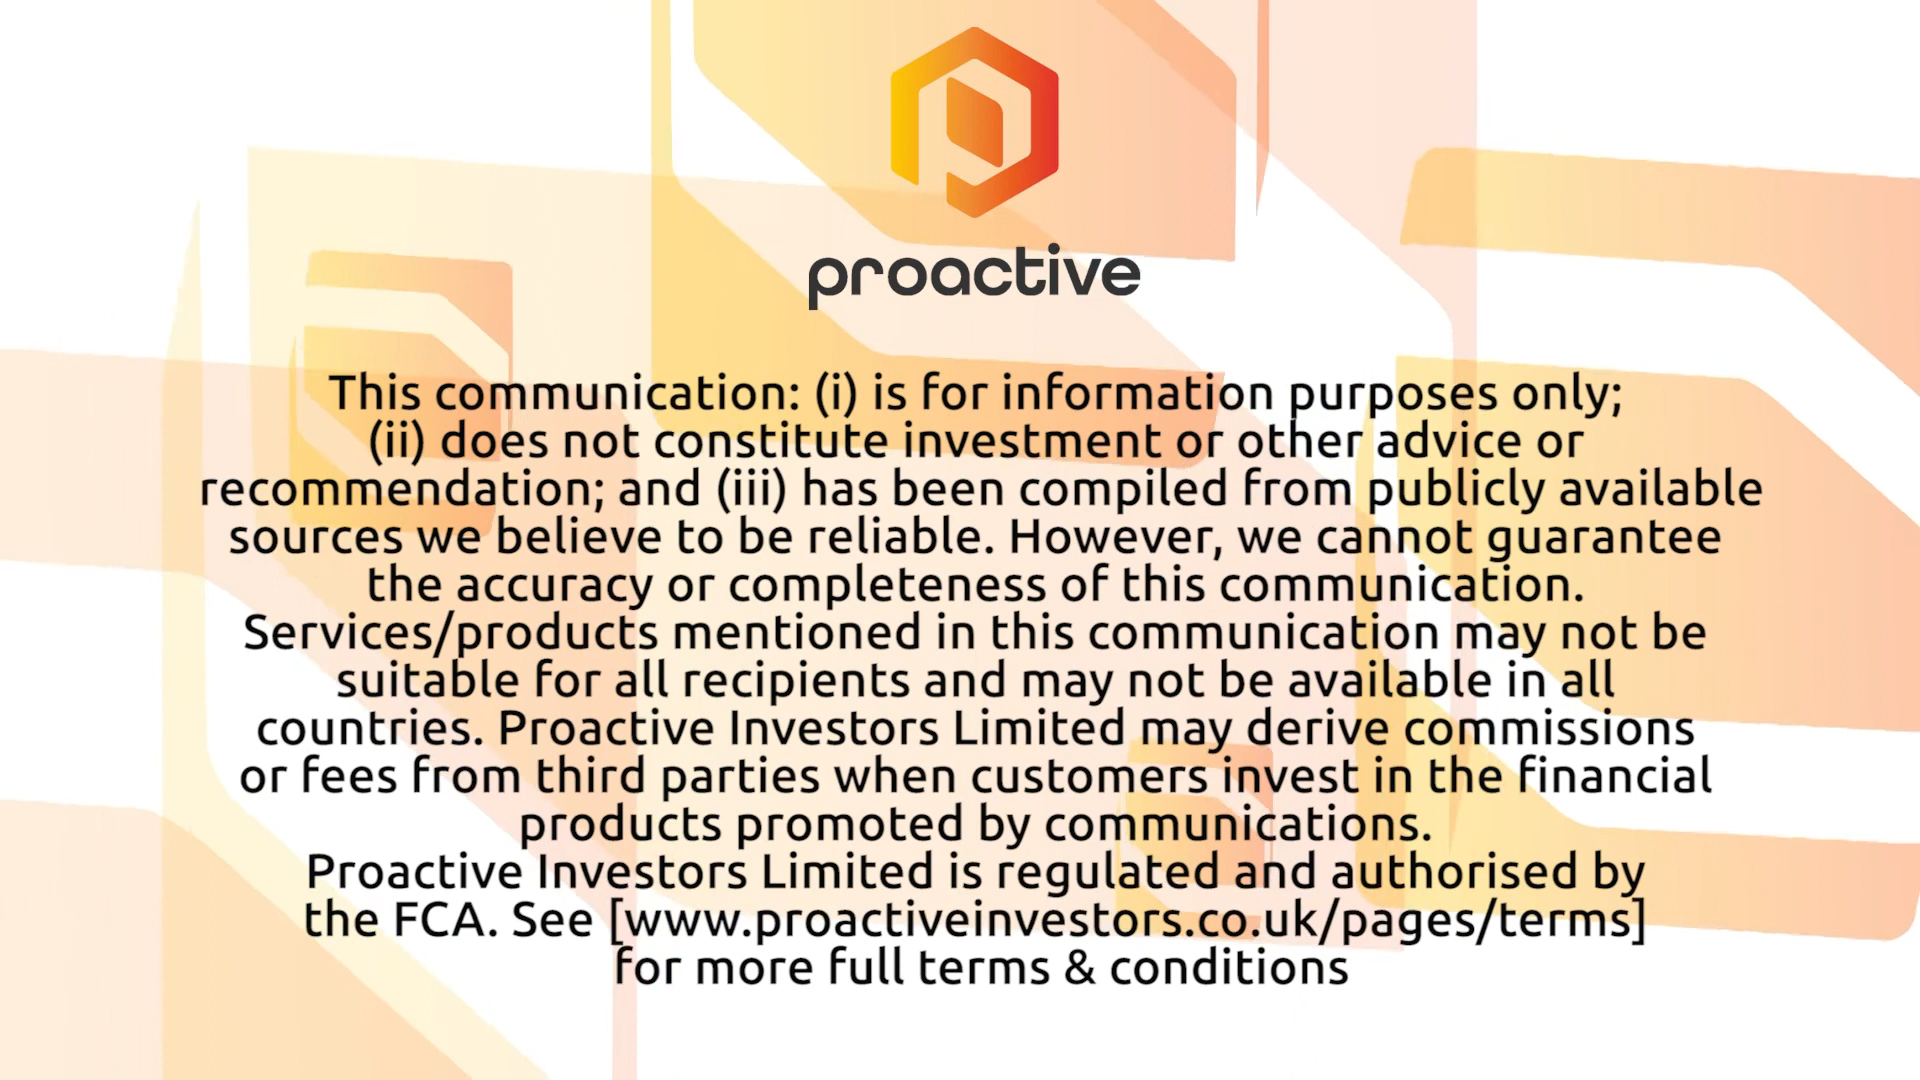 proactive
This communication: (i) is for information purposes only;
(ii) does not constitute investment or other advice or
recommendation; and (iii) has been compiled from publicly available
sources we believe to be reliable. However, we cannot guarantee
the accuracy or completeness of this communication.
Services/products mentioned in this communication may not be
suitable for all recipients and may not be available in all
countries. Proactive Investors Limited may derive commissions
or fees from third parties when customers invest in the financial
products promoted by communications.
Proactive Investors Limited is regulated and authorised by
the FCA. See [www.proactiveinvestors.co.uk/pages/terms]
for more full terms & conditions